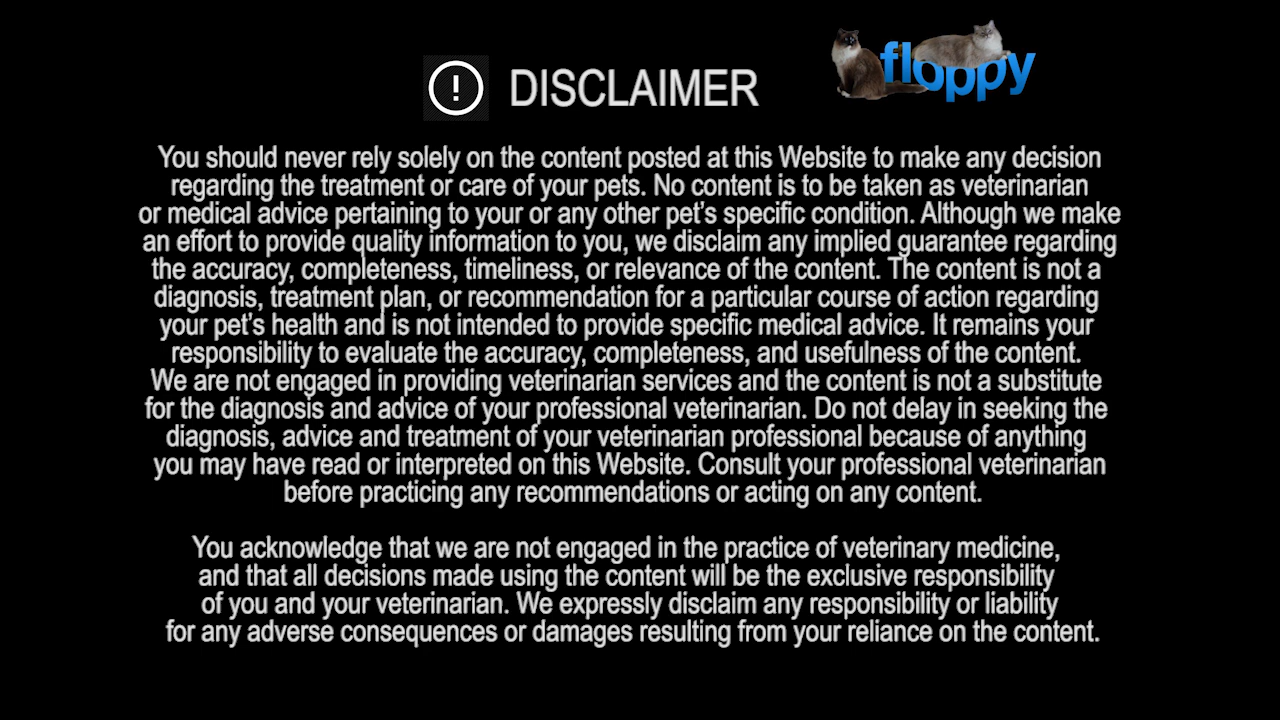 DISCLAIMER
floppy
You should never rely solely on the content posted at this Website to make any decision
regarding the treatment or care of your pets. No content is to be taken as veterinarian
or medical advice pertaining to your or any other pet's specific condition. Although we make
an effort to provide quality information to you, we disclaim any implied guarantee regarding
the accuracy, completeness, timeliness, or relevance of the content. The content is not a
diagnosis, treatment plan, or recommendation for a particular course of action regarding
your pet's health and is not intended to provide specific medical advice. It remains your
responsibility to evaluate the accuracy, completeness, and usefulness of the content.
We are not engaged in providing veterinarian services and the content is not a substitute
for the diagnosis and advice of your professional veterinarian. Do not delay in seeking the
diagnosis, advice and treatment of your veterinarian professional because of anything
you may have read or interpreted on this Website. Consult your professional veterinarian
before practicing any recommendations or acting on any content.
You acknowledge that we are not engaged in the practice of veterinary medicine,
and that all decisions made using the content will be the exclusive responsibility
of you and your veterinarian. We expressly disclaim any responsibility or liability
for any adverse consequences or damages resulting from your reliance on the content.